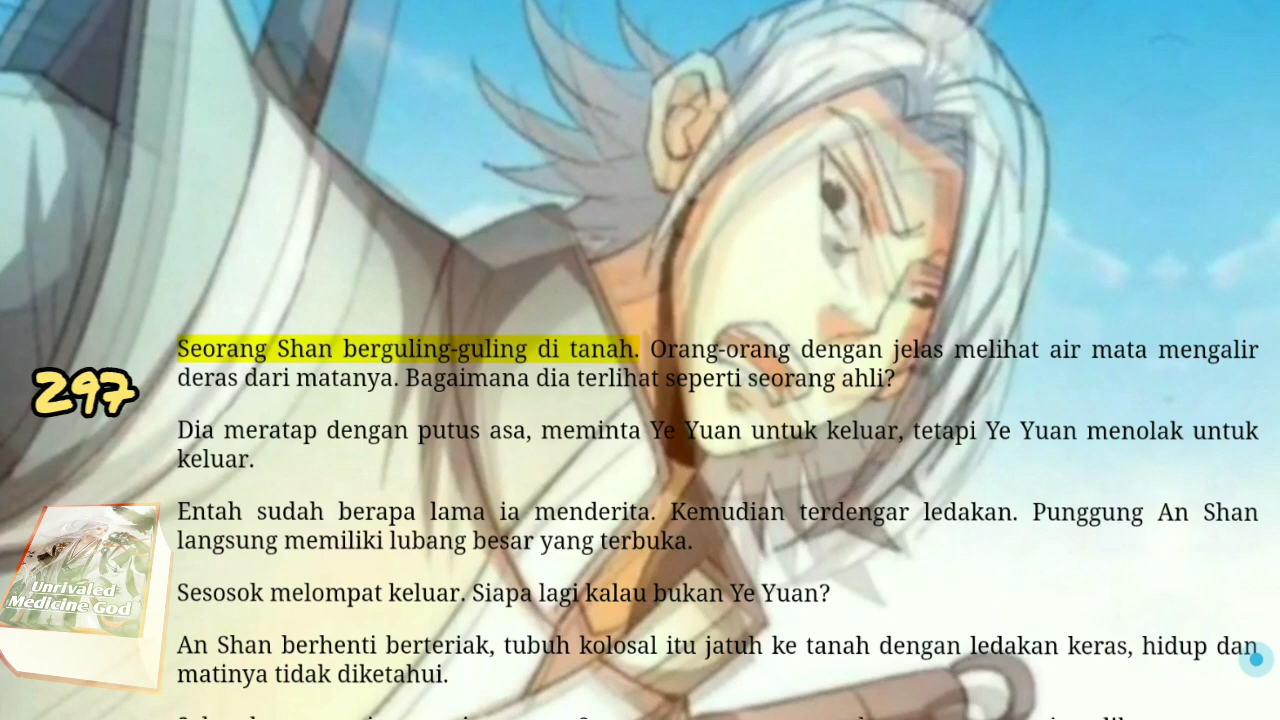 Seorang Shan berguling-guling di tanah. Orang-orang dengan jelas melihat air mata mengalir
deras dari matanya. Bagaimana dia terlihat seperti seorang ahli?
297
Dia meratap dengan putus asa, meminta Ye Yuan untuk keluar, tetapi Ye Yuan menolak untuk
keluar.
Entah sudah berapa lama ia menderita. Kemudian terdengar ledakan. Punggung An Shan
langsung memiliki lubang besar yang terbuka.
Unrivaled
Medicine God
Sesosok melompat keluar. Siapa lagi kalau bukan Ye Yuan?
An Shan berhenti berteriak, tubuh kolosal itu jatuh ke tanah dengan ledakan keras, hidup dan
matinya tidak diketahui.